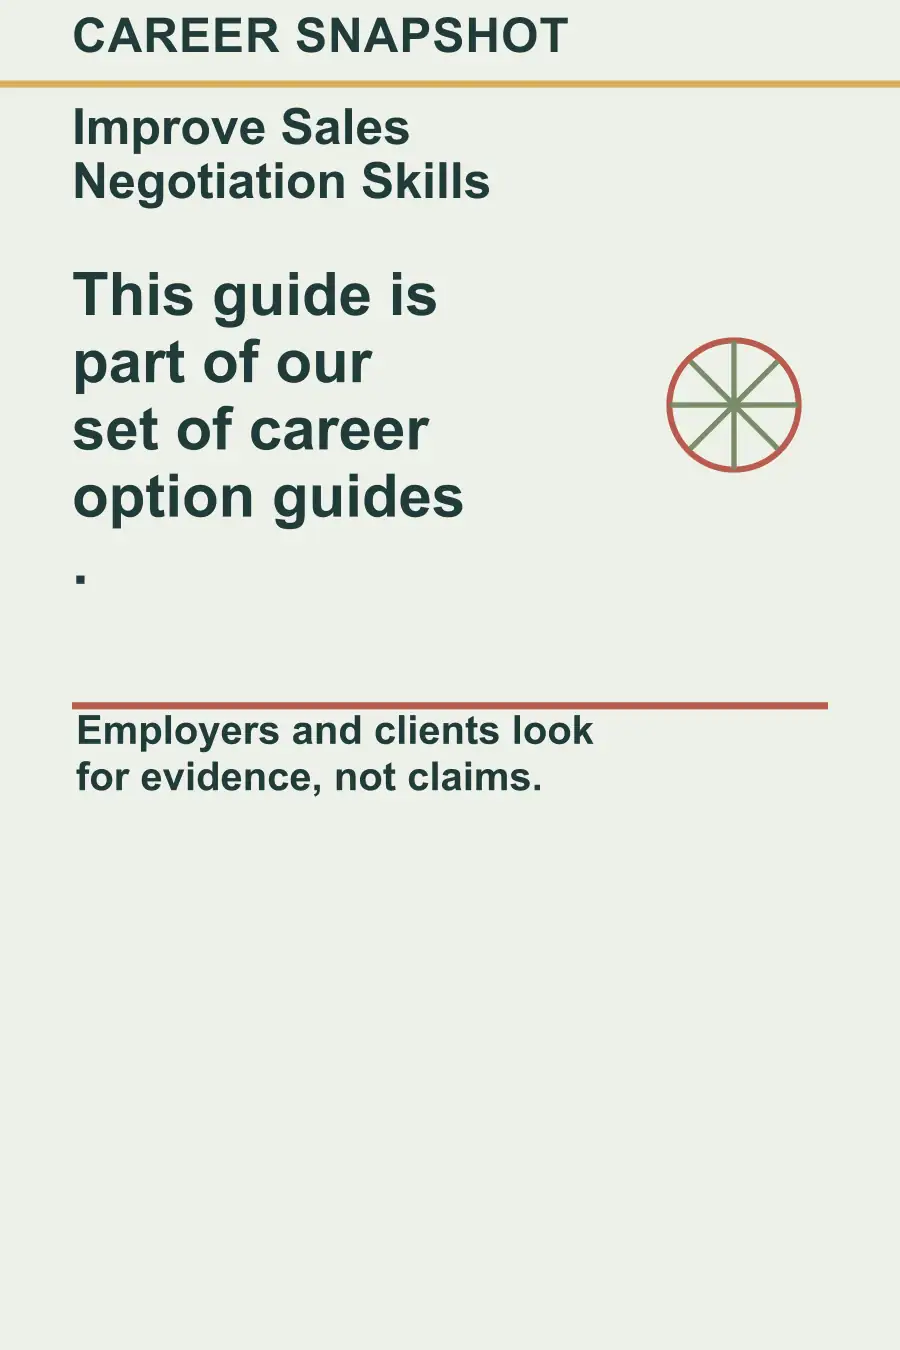 CAREER SNAPSHOT
Improve Sales
Negotiation Skills
This guide is
part of our
set of career
option guides
.
Employers and clients look
for evidence, not claims.